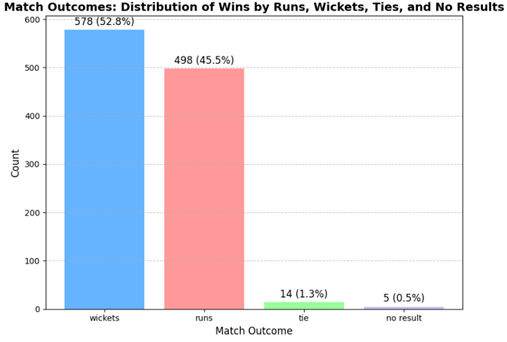 Match Outcomes: Distribution of Wins by Runs, Wickets, Ties, and No Results
600
578 (52.8%)
500
498 (45.5%)
400
300
200
100
0
14 (1.3%)
5 (0.5%)
Count
wickets
runs
tie
no result
Match Outcome